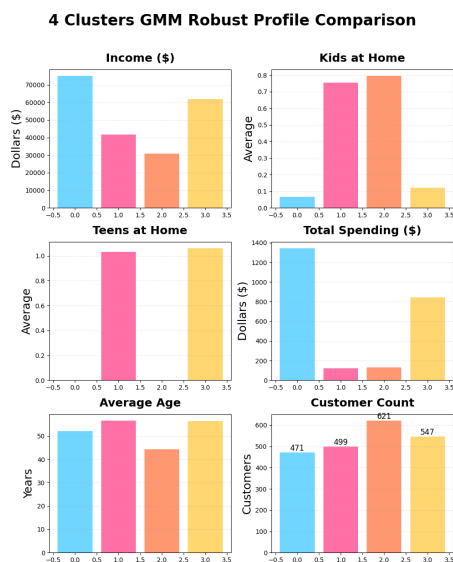 4 Clusters GMM Robust Profile Comparison
Income ($)
Dollars ($)
70000
60000
50000
40000
30000
20000
10000
0
−0.5 0.0 0.5 1.0 1.5 2.0 2.5 3.0 3.5
Kids at Home
Average
0.8
0.7
0.6
0.5
0.4
0.3
0.2
0.1
0.0
−0.5 0.0 0.5 1.0 1.5 2.0 2.5 3.0 3.5
Teens at Home
Average
1.0
0.8
0.6
0.4
0.2
0.0
−0.5 0.0 0.5 1.0 1.5 2.0 2.5 3.0 3.5
Total Spending ($)
Dollars ($)
1400
1200
1000
800
600
400
200
0
−0.5 0.0 0.5 1.0 1.5 2.0 2.5 3.0 3.5
Average Age
Years
50
40
30
20
10
0
−0.5 0.0 0.5 1.0 1.5 2.0 2.5 3.0 3.5
Customer Count
Customers
600
500
400
300
200
100
0
471 499 621 547
−0.5 0.0 0.5 1.0 1.5 2.0 2.5 3.0 3.5